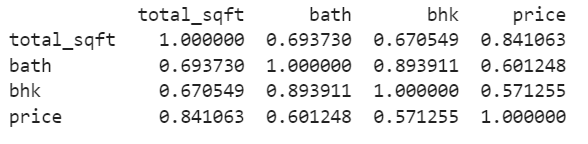 total_sqft      bath       bhk     price
total_sqft    1.000000  0.693730  0.670549  0.841063
bath          0.693730  1.000000  0.893911  0.601248
bhk           0.670549  0.893911  1.000000  0.571255
price         0.841063  0.601248  0.571255  1.000000